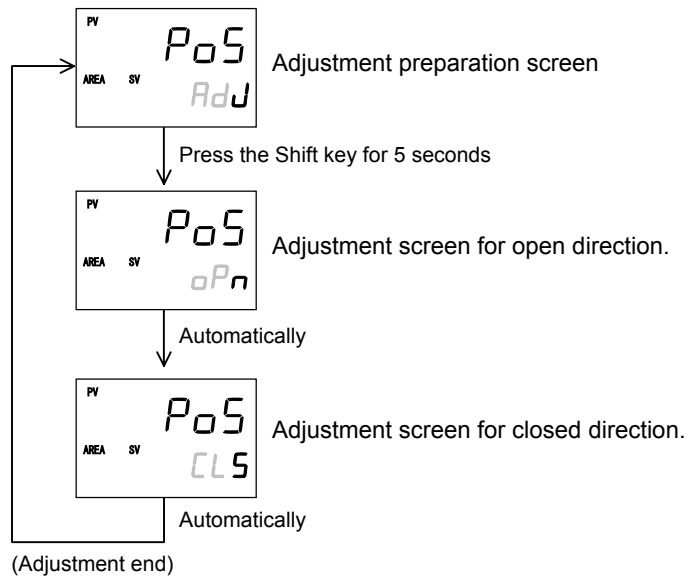 PV
PoS
AREA SV
AdJ
Adjustment preparation screen
Press the Shift key for 5 seconds
PV
PoS
AREA SV
oPn
Adjustment screen for open direction.
Automatically
PV
PoS
AREA SV
CLS
Adjustment screen for closed direction.
Automatically
(Adjustment end)